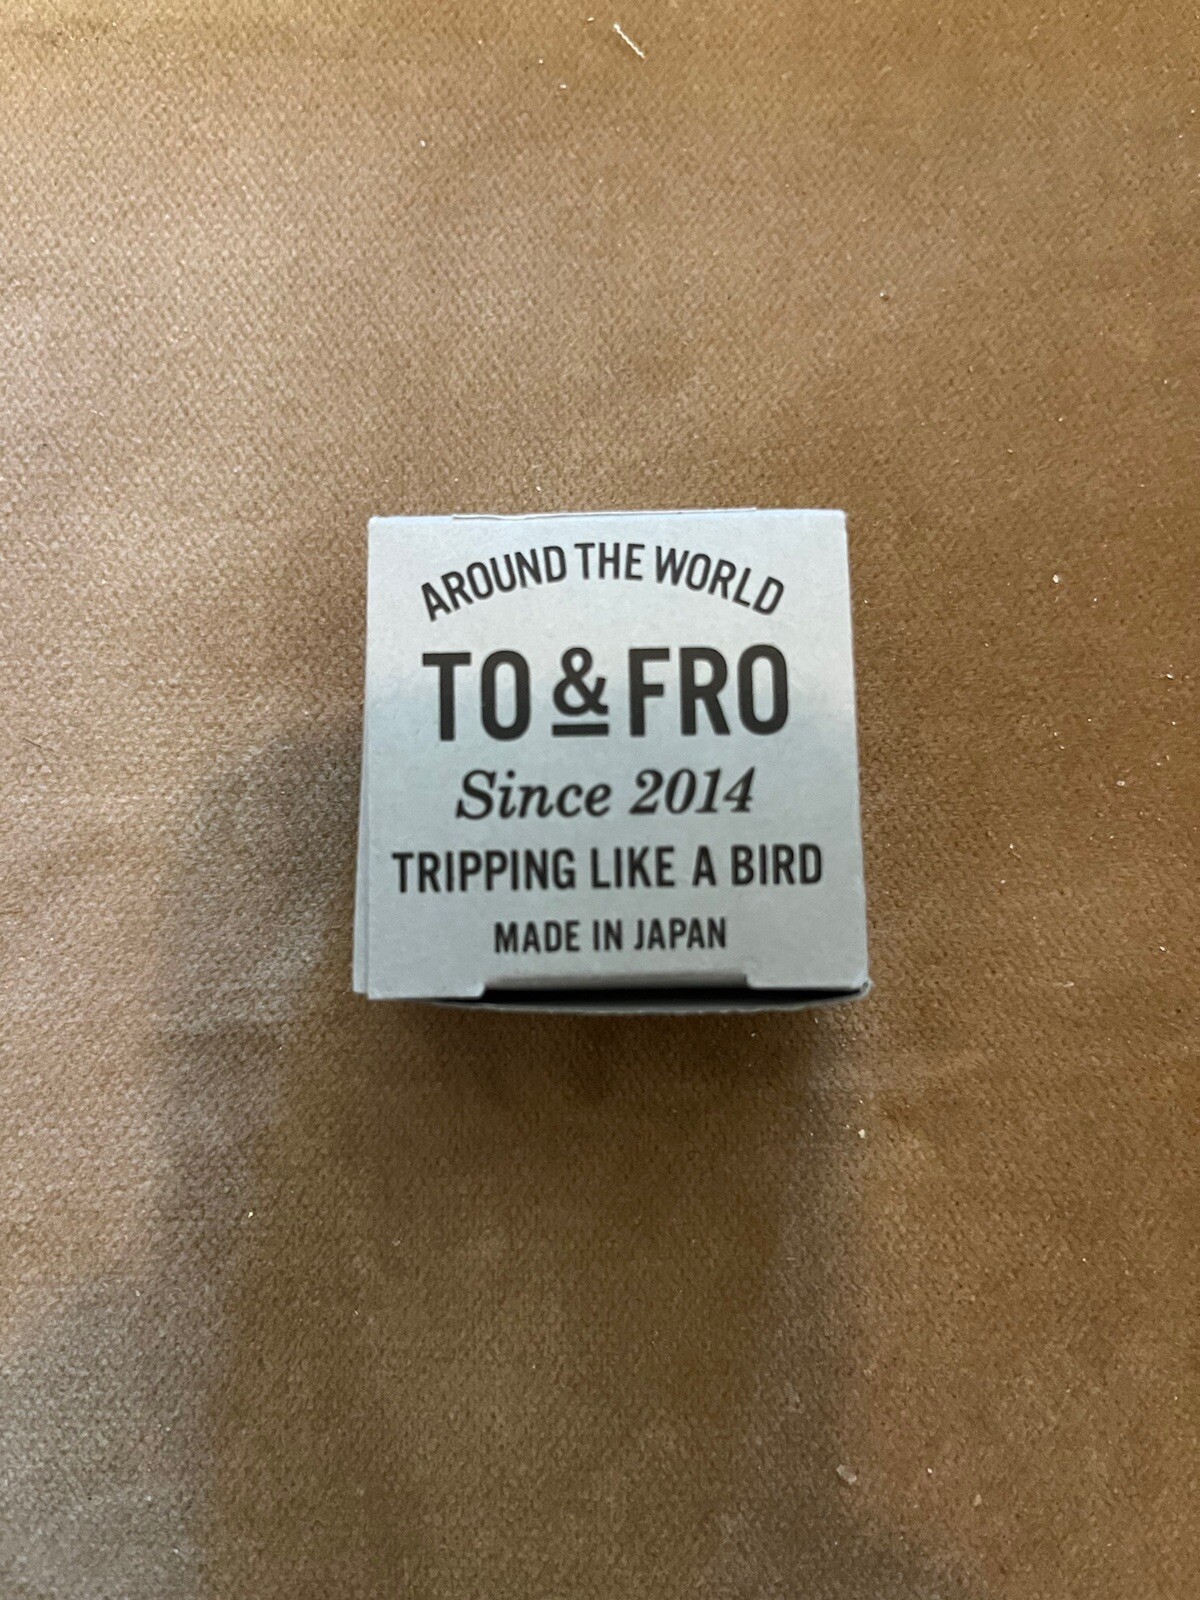 AROUND THE WORLD
TO & FRO
Since 2014
TRIPPING LIKE A BIRD
MADE IN JAPAN